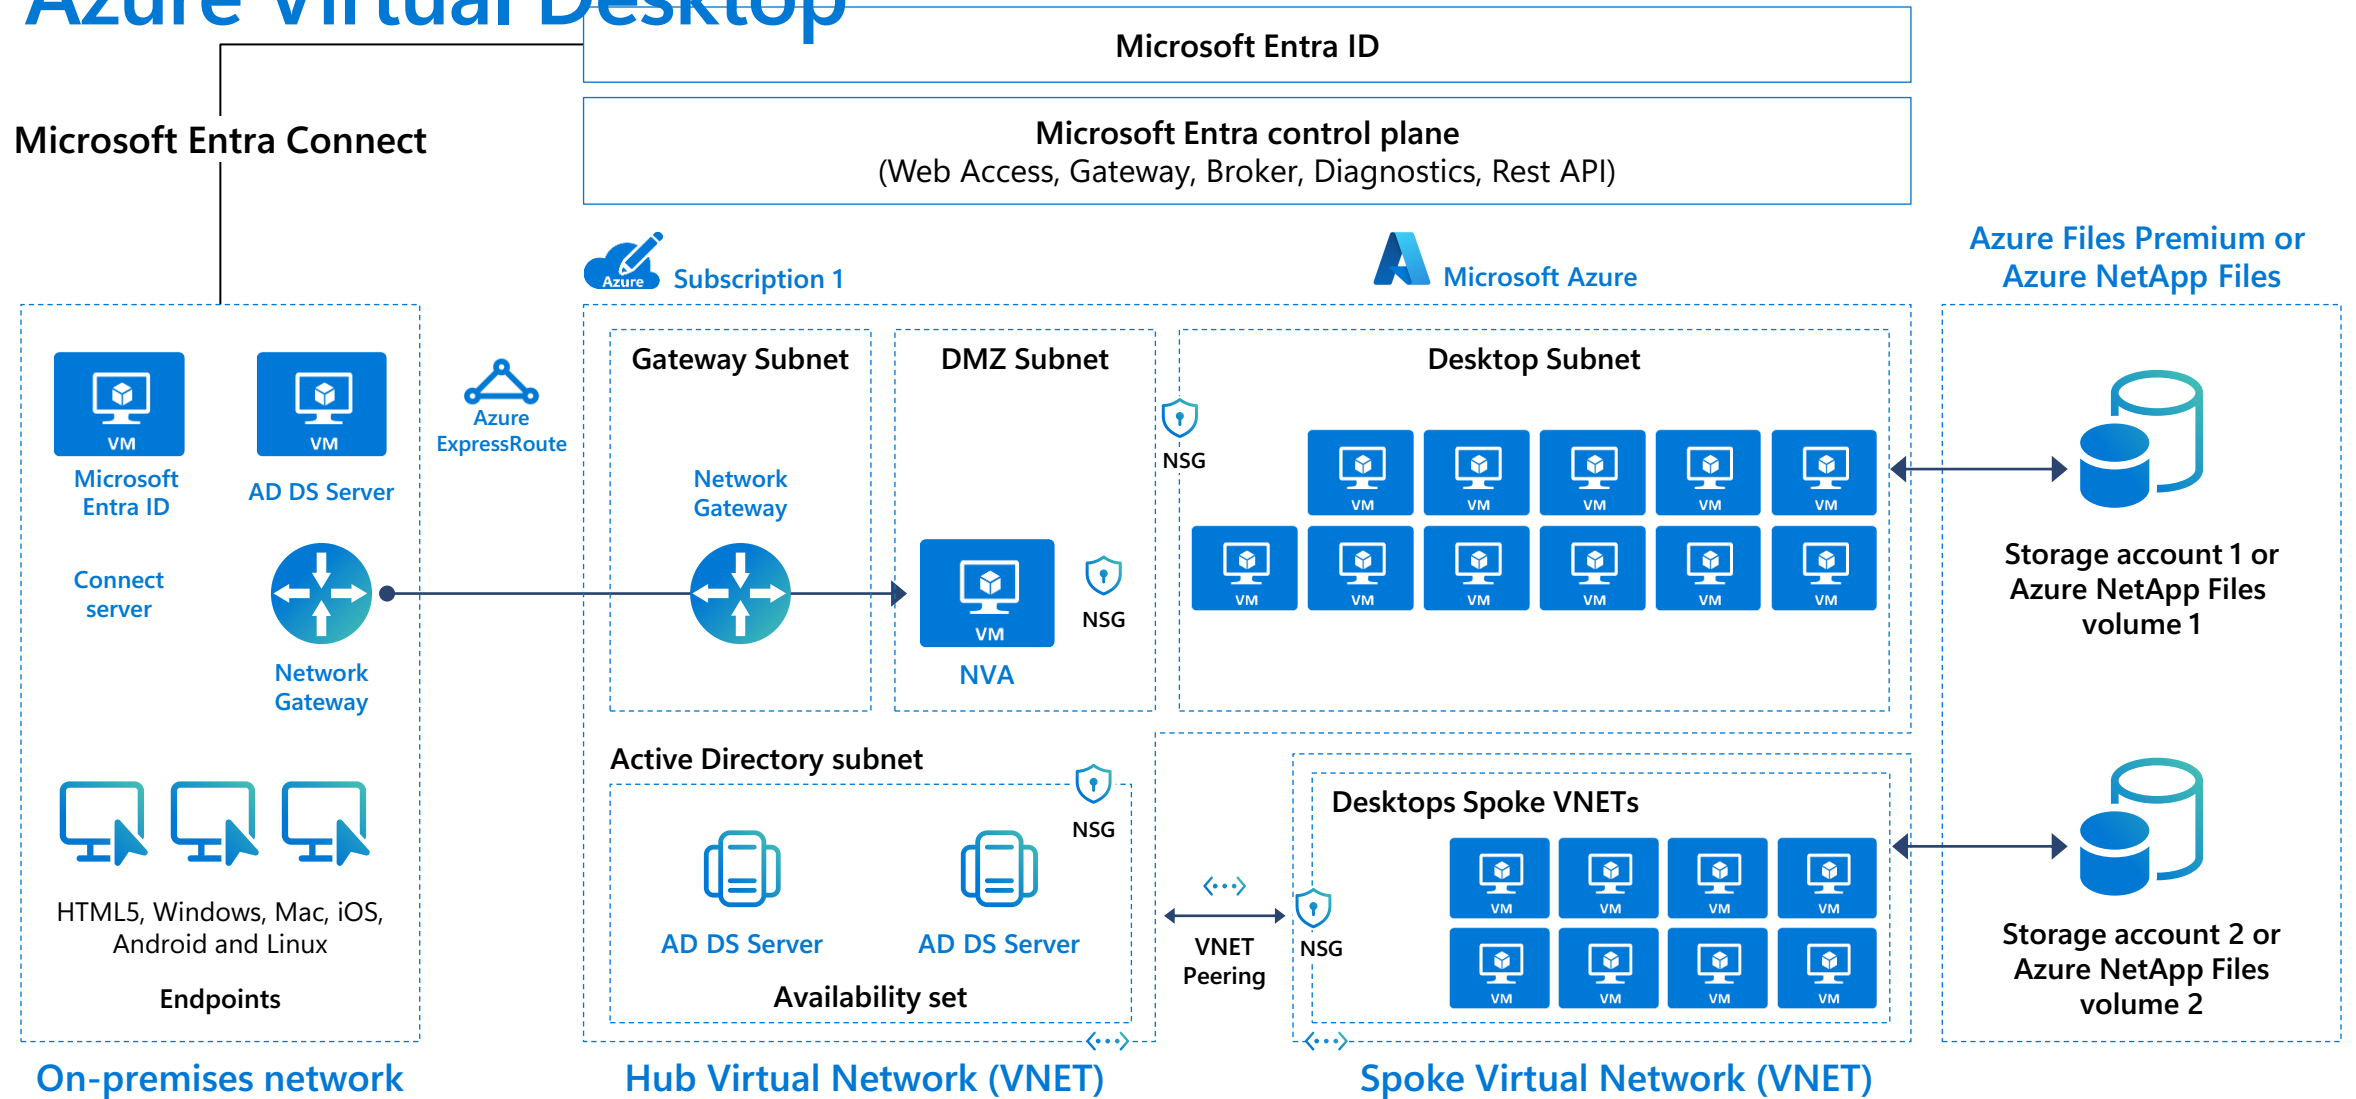 Azure Virtual Desktop
Microsoft Entra ID
Microsoft Entra Connect
Microsoft Entra control plane
(Web Access, Gateway, Broker, Diagnostics, Rest API)
Azure
Subscription 1
Microsoft Azure
Azure Files Premium or
Azure NetApp Files
VM
Microsoft
Entra ID
VM
AD DS Server
Connect
server
Network
Gateway
HTML5, Windows, Mac, iOS,
Android and Linux
Endpoints
On-premises network
Azure
ExpressRoute
Gateway Subnet
Network
Gateway
DMZ Subnet
VM
NVA
NSG
NSG
Desktop Subnet
VM VM VM VM VM
VM VM VM VM VM VM
Active Directory subnet
NSG
AD DS Server
AD DS Server
Availability set
Hub Virtual Network (VNET)
VNET
Peering
NSG
Desktops Spoke VNETs
VM VM VM VM
VM VM VM VM
Spoke Virtual Network (VNET)
Storage account 1 or
Azure NetApp Files
volume 1
Storage account 2 or
Azure NetApp Files
volume 2